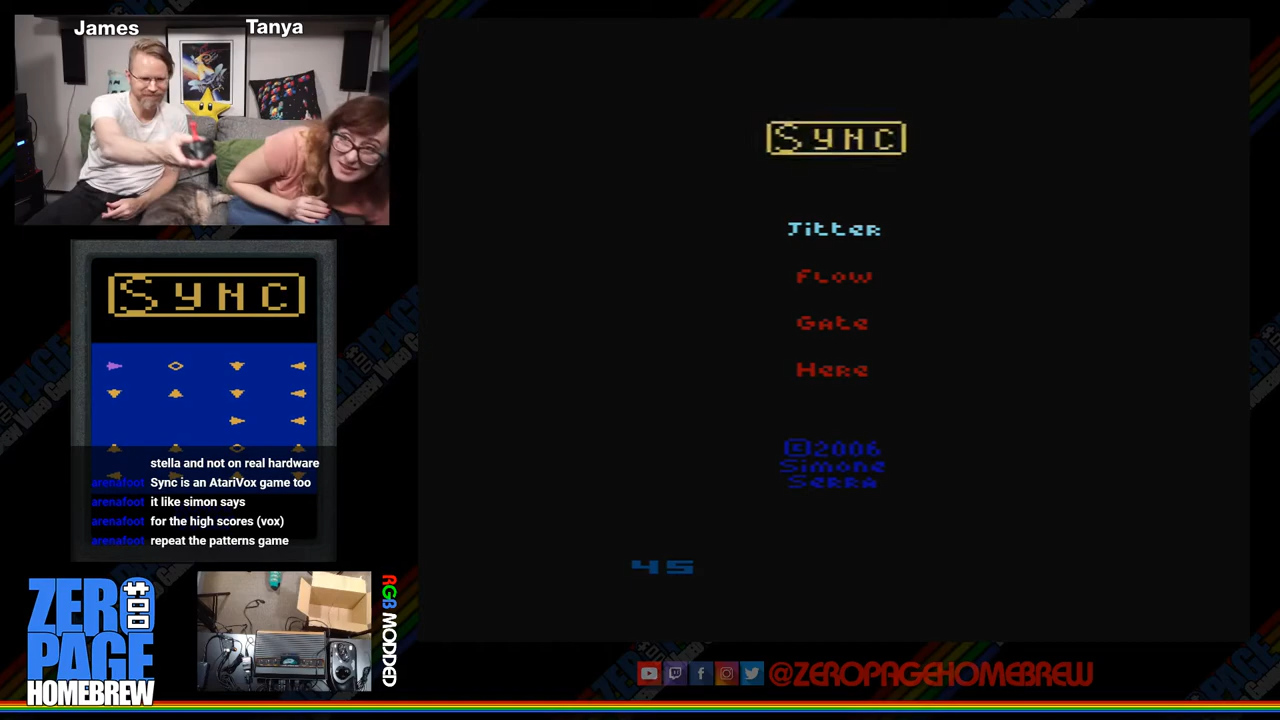 James
Tanya
Sync
Jitter
Flow
Gate
Here
©2006
Simone
Serra
45
Sync
stella and not on real hardware
arenafoot Sync is an AtariVox game too
arenafoot it like simon says
arenafoot for the high scores (vox)
arenafoot repeat the patterns game
ZERO $00
PAGE
HOMEBREW
RGB MODDED
@ZEROPAGEHOMEBREW